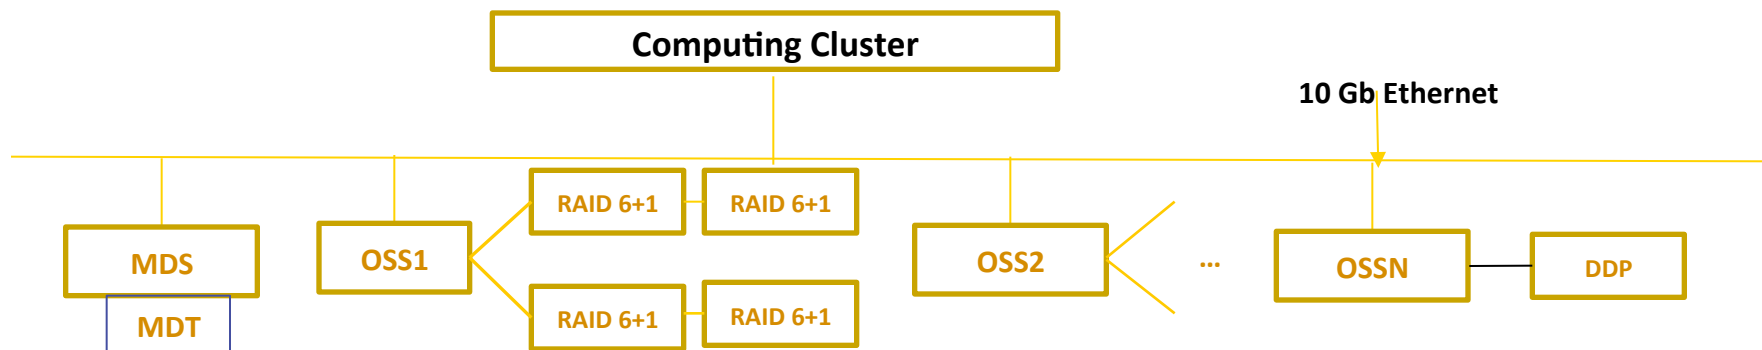 Computing Cluster
10 Gb Ethernet
RAID 6+1
RAID 6+1
MDS
OSS1
OSS2
...
OSSN
DDP
MDT
RAID 6+1
RAID 6+1